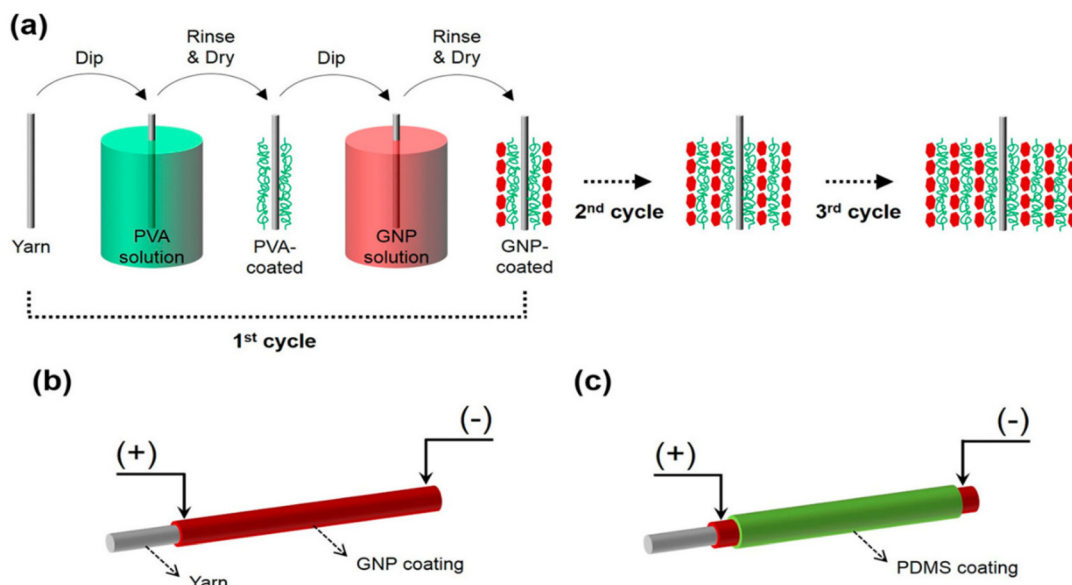 (a)
Dip
Rinse
& Dry
Dip
Rinse
& Dry
Yarn
PVA
solution
PVA-
coated
GNP
solution
GNP-
coated
2nd cycle
3rd cycle
1st cycle
(b)
(+)
(-)
GNP coating
Yarn
(c)
(+)
(-)
PDMS coating